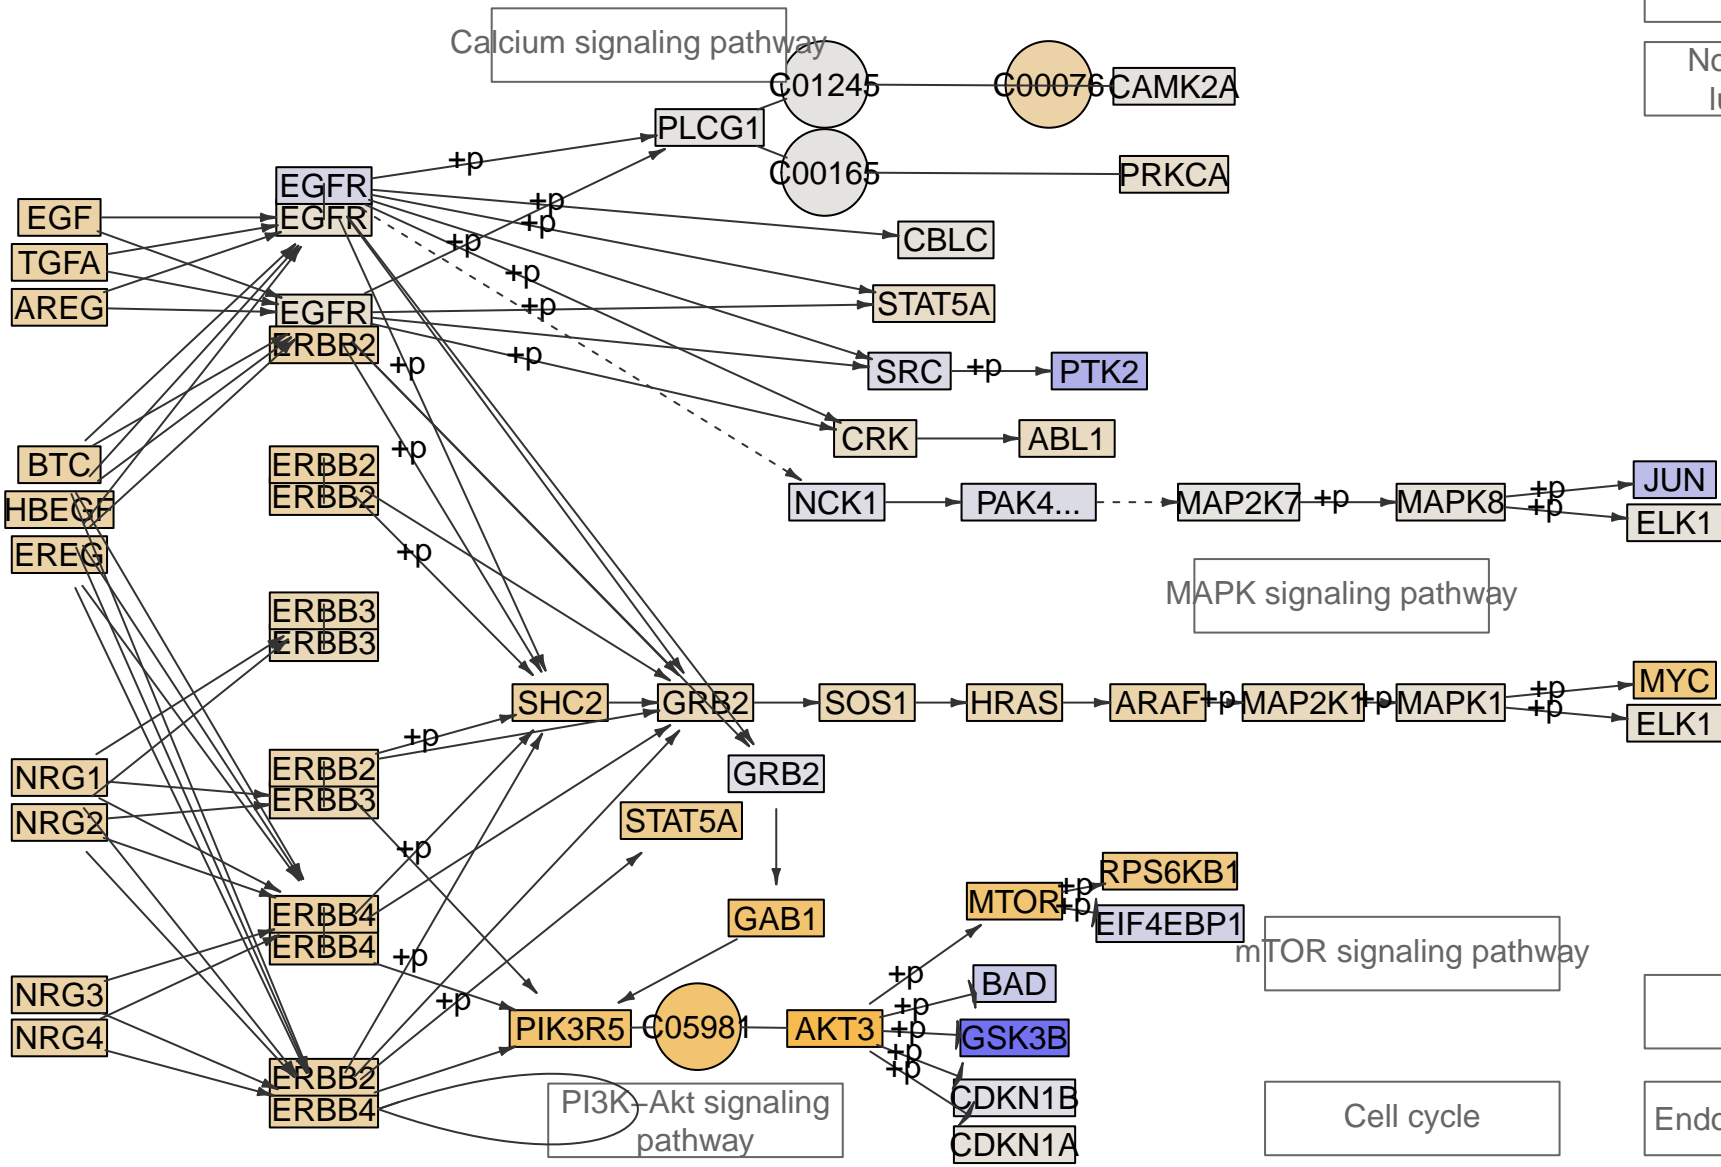 Calcium signaling pathway
No
lu
C01245
C00076
CAMK2A
PLCG1
+p
C00165
PRKCA
EGFR
EGFR
EGF
+p
+p
CBLC
TGFA
+p
+p
AREG
EGFR
+p
STAT5A
ERBB2
+p
+p
SRC
+p
PTK2
CRK
ABL1
+p
BTC
ERBB2
ERBB2
HBEGF
NCK1
PAK4...
MAP2K7
+p
MAPK8
+p
+p
JUN
ELK1
EREG
+p
MAPK signaling pathway
ERBB3
ERBB3
SHC2
GRB2
SOS1
HRAS
ARAF
+p
MAP2K1
+p
MAPK1
+p
+p
MYC
ELK1
+p
NRG1
ERBB2
ERBB3
GRB2
NRG2
STAT5A
+p
ERBB4
ERBB4
GAB1
MTOR
+p
+p
RPS6KB1
EIF4EBP1
mTOR signaling pathway
+p
+p
BAD
NRG3
+p
+p
NRG4
PIK3R5
C05981
AKT3
+p
GSK3B
+p
+p
ERBB2
ERBB4
PI3K−Akt signaling
pathway
CDKN1B
CDKN1A
Cell cycle
Endo